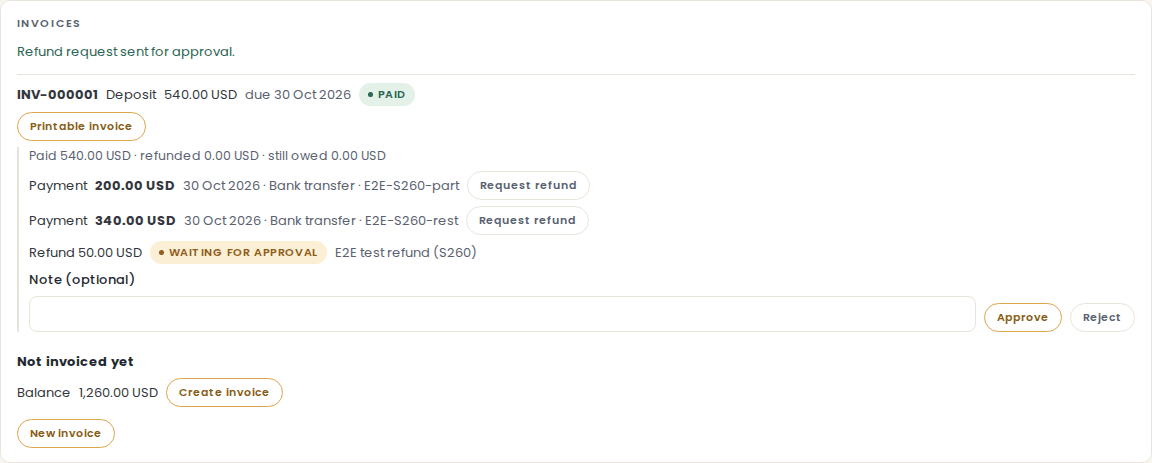 INVOICES
Refund request sent for approval.
INV-000001 Deposit 540.00 USD due 30 Oct 2026 • PAID
Printable invoice
Paid 540.00 USD · refunded 0.00 USD · still owed 0.00 USD
Payment 200.00 USD 30 Oct 2026 · Bank transfer · E2E-S260-part Request refund
Payment 340.00 USD 30 Oct 2026 · Bank transfer · E2E-S260-rest Request refund
Refund 50.00 USD • WAITING FOR APPROVAL E2E test refund (S260)
Note (optional)
Approve Reject
Not invoiced yet
Balance 1,260.00 USD Create invoice
New invoice